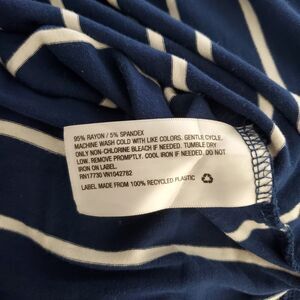 95% RAYON / 5% SPANDEX
MACHINE WASH COLD WITH LIKE COLORS. GENTLE CYCLE.
ONLY NON-CHLORINE BLEACH IF NEEDED. TUMBLE DRY
LOW. REMOVE PROMPTLY. COOL IRON IF NEEDED. DO NOT
IRON ON LABEL.
RN17730 VN1042782
LABEL MADE FROM 100% RECYCLED PLASTIC